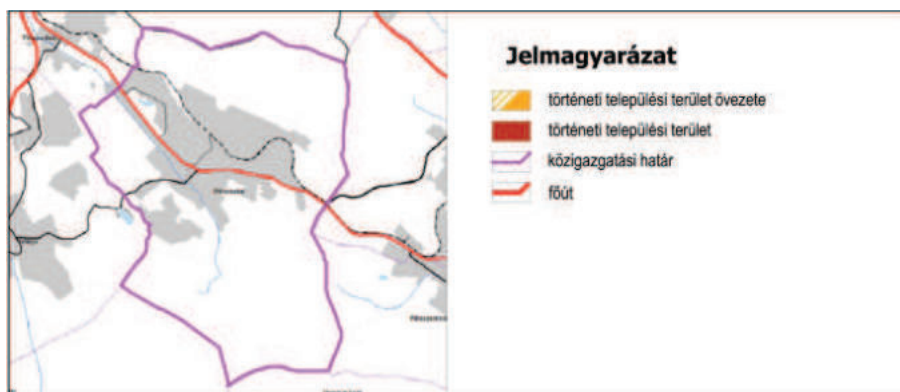 Jelmagyarázat
történeti települési terület övezete
történeti települési terület
közigazgatási határ
főút